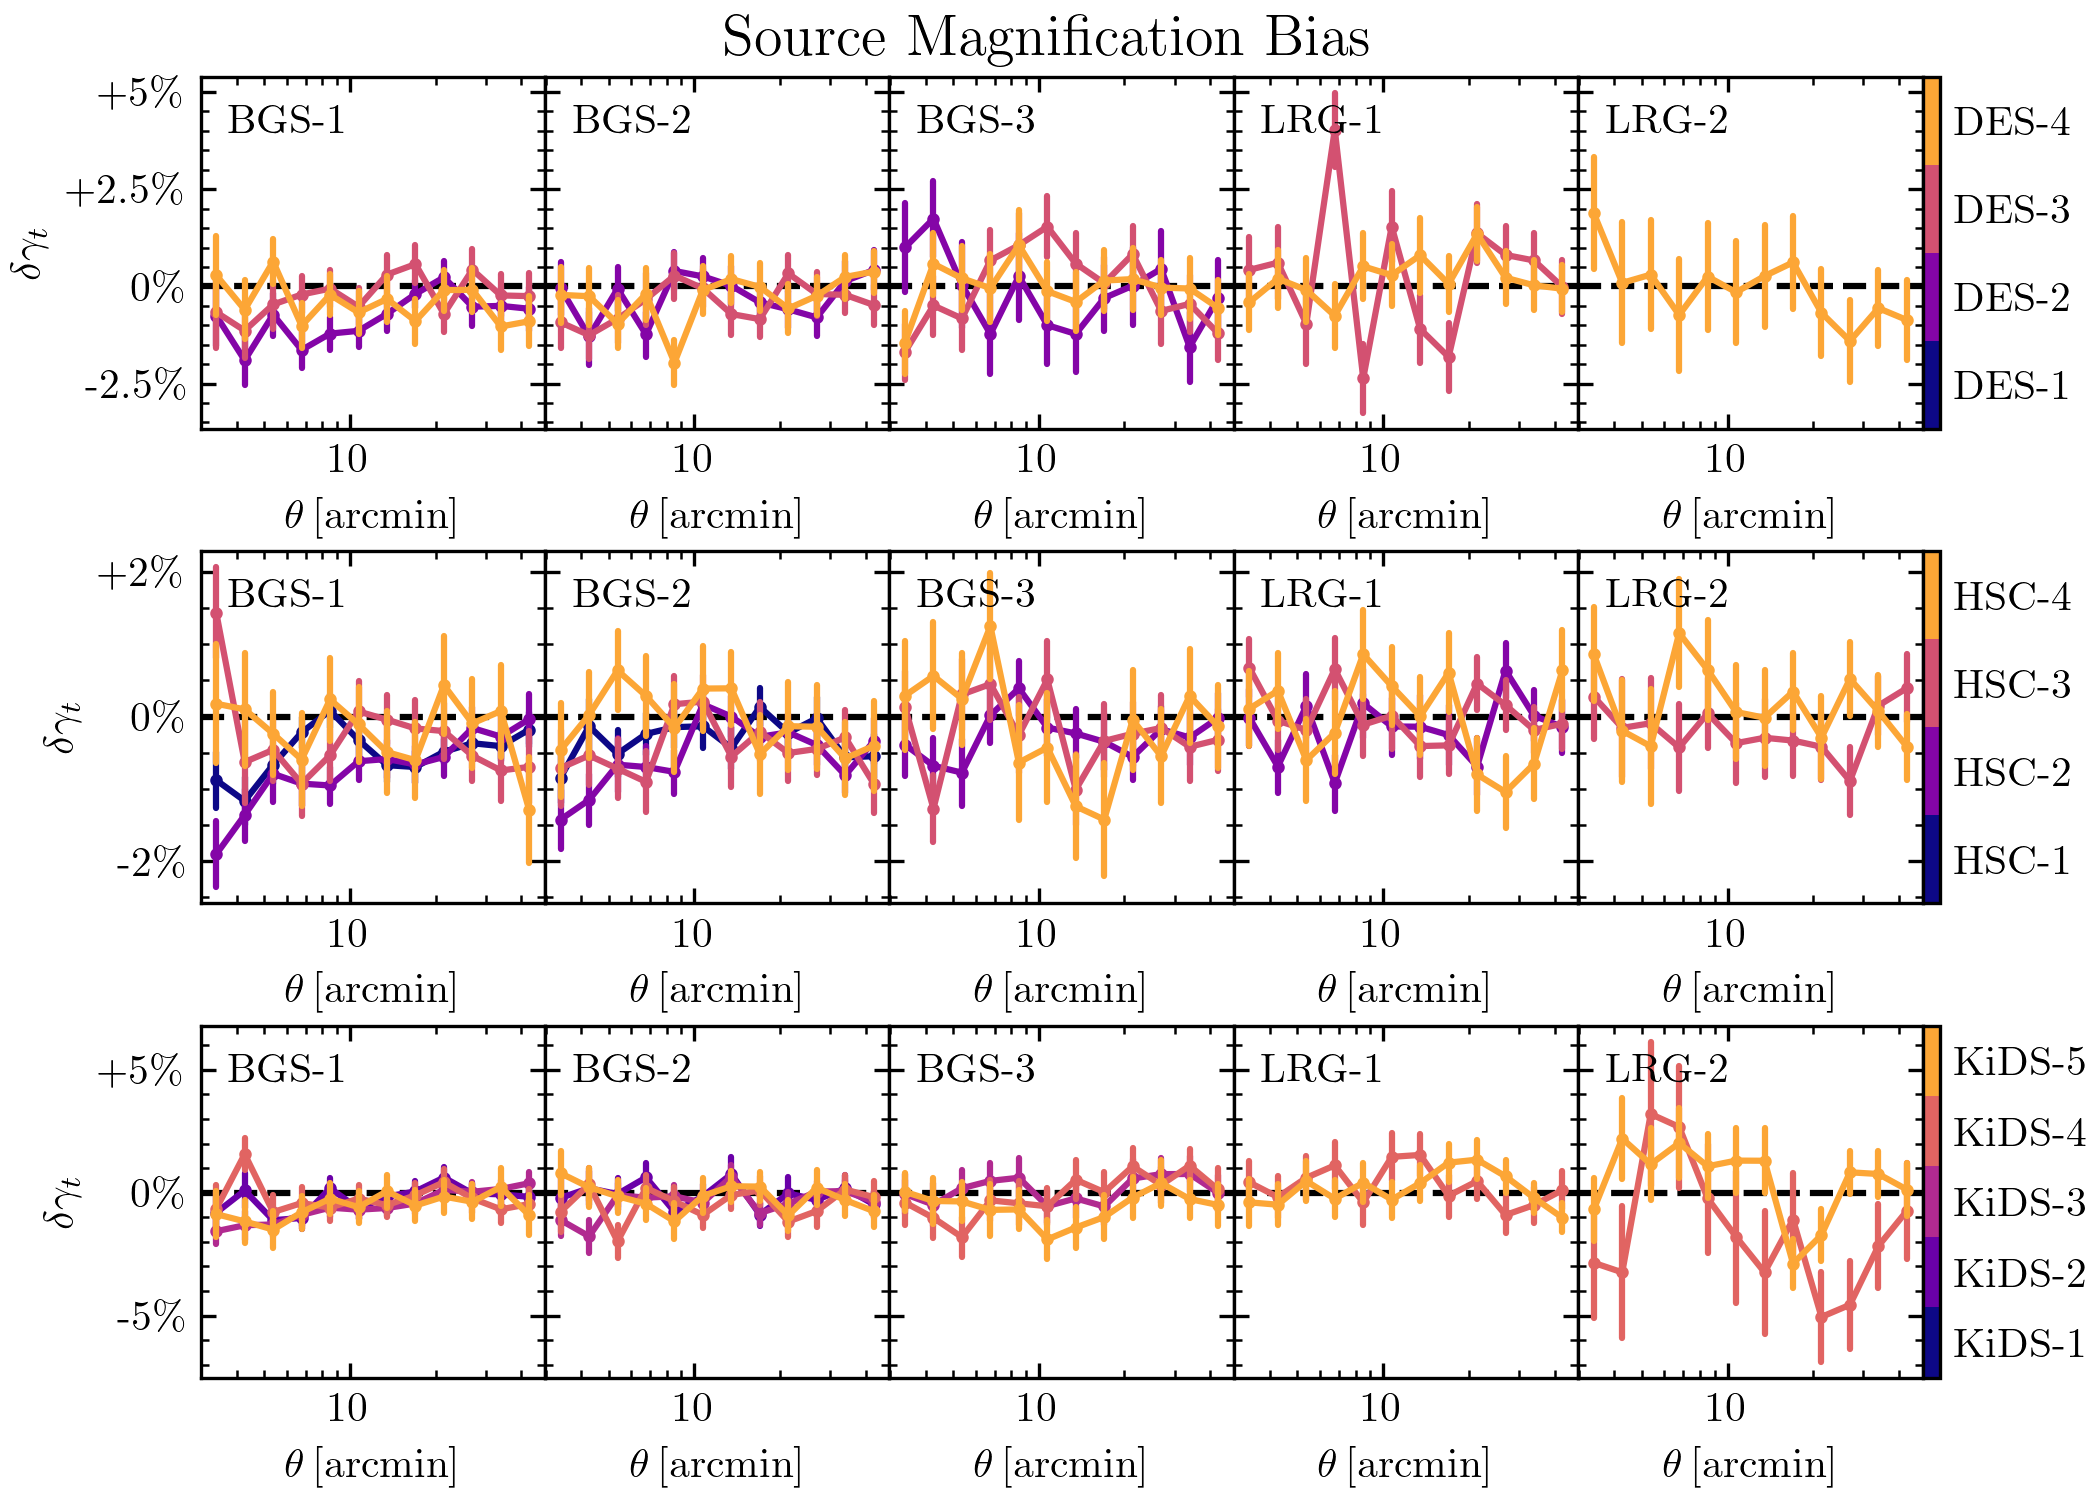 Source Magnification Bias
+5%
+2.5%
0%
-2.5%
δγt
BGS-1
BGS-2
BGS-3
LRG-1
LRG-2
DES-4
DES-3
DES-2
DES-1
10 10 10 10 10
θ [arcmin] θ [arcmin] θ [arcmin] θ [arcmin] θ [arcmin]
+2%
0%
-2%
δγt
BGS-1
BGS-2
BGS-3
LRG-1
LRG-2
HSC-4
HSC-3
HSC-2
HSC-1
10 10 10 10 10
θ [arcmin] θ [arcmin] θ [arcmin] θ [arcmin] θ [arcmin]
+5%
0%
-5%
δγt
BGS-1
BGS-2
BGS-3
LRG-1
LRG-2
KiDS-5
KiDS-4
KiDS-3
KiDS-2
KiDS-1
10 10 10 10 10
θ [arcmin] θ [arcmin] θ [arcmin] θ [arcmin] θ [arcmin]